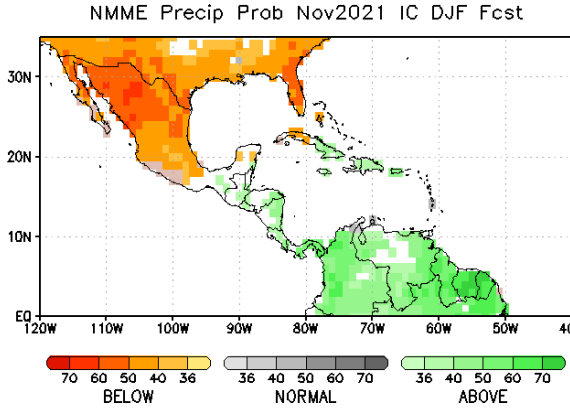 NMME Precip Prob Nov2021 IC DJF Fcst
30N
20N
10N
EQ
120W 110W 100W 90W 80W 70W 60W 50W 40W
70 60 50 40 36 36 40 50 60 70 36 40 50 60 70
BELOW NORMAL ABOVE